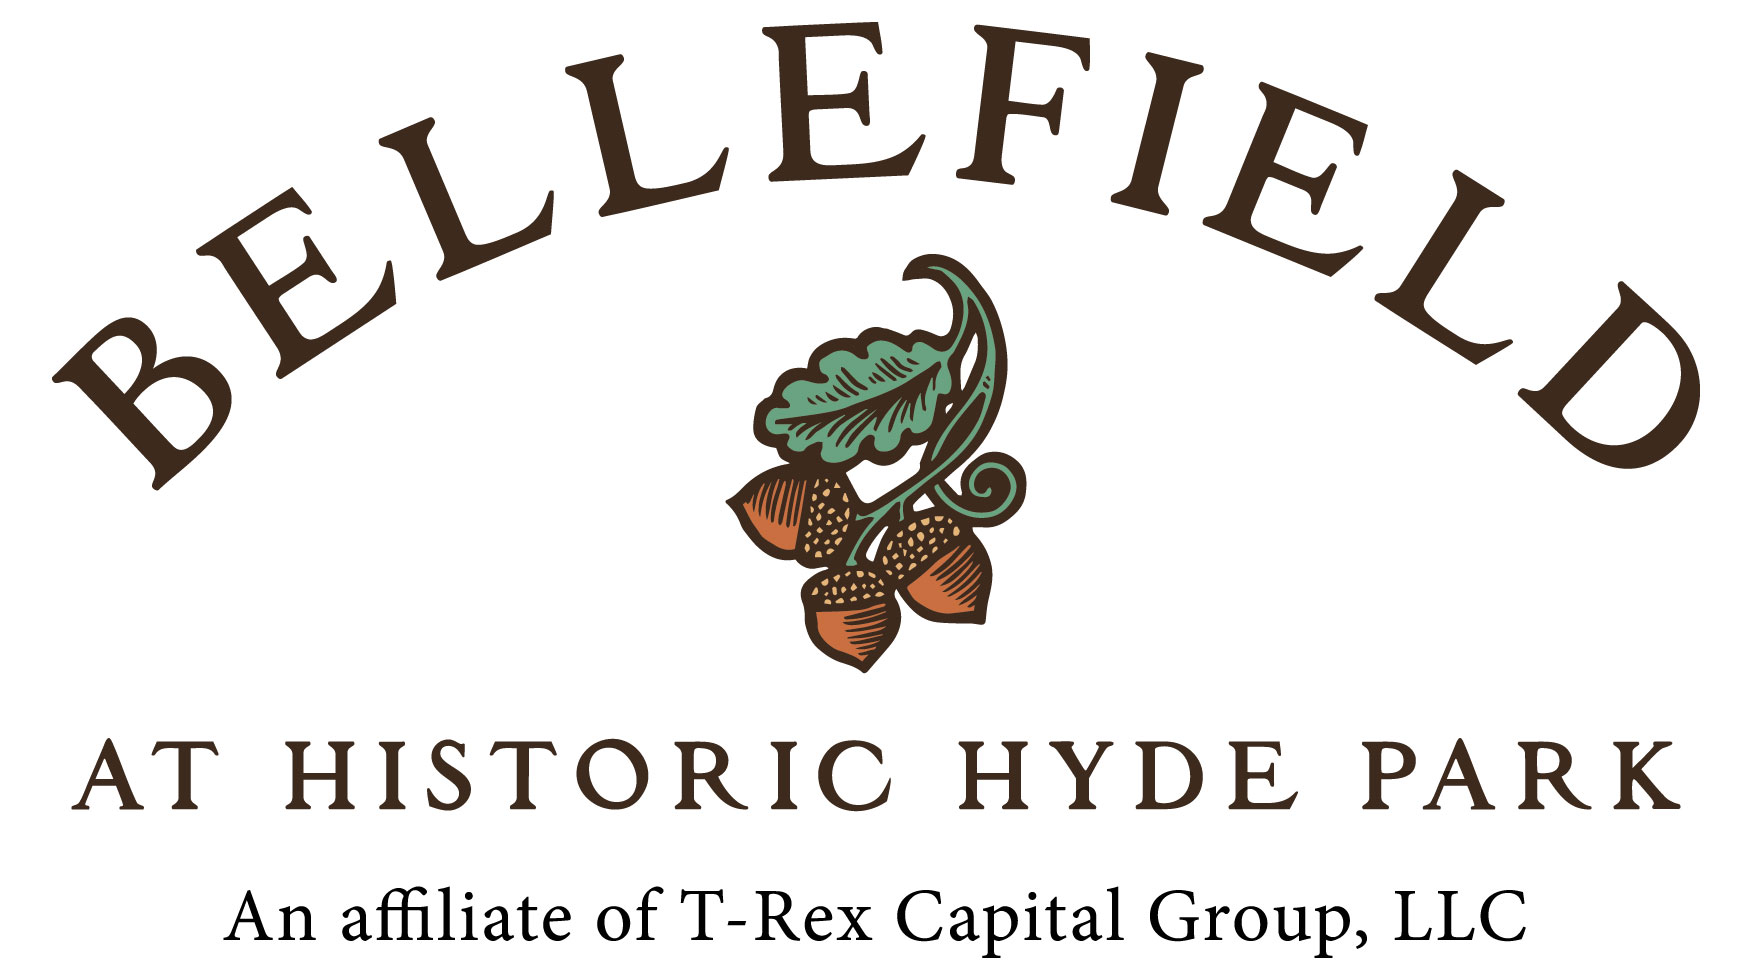 BELLEFIELD
AT HISTORIC HYDE PARK
An affiliate of T-Rex Capital Group, LLC